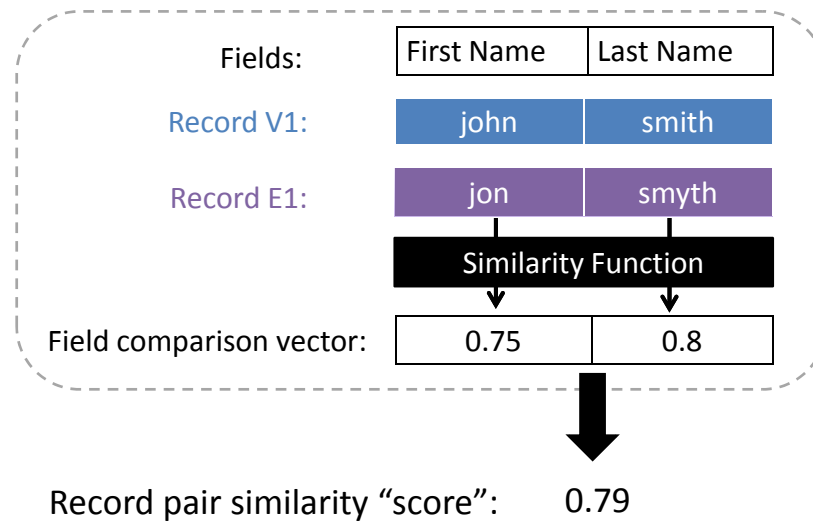 Fields: First Name Last Name
Record V1: john smith
Record E1: jon smyth
Similarity Function
Field comparison vector: 0.75 0.8
Record pair similarity “score”: 0.79